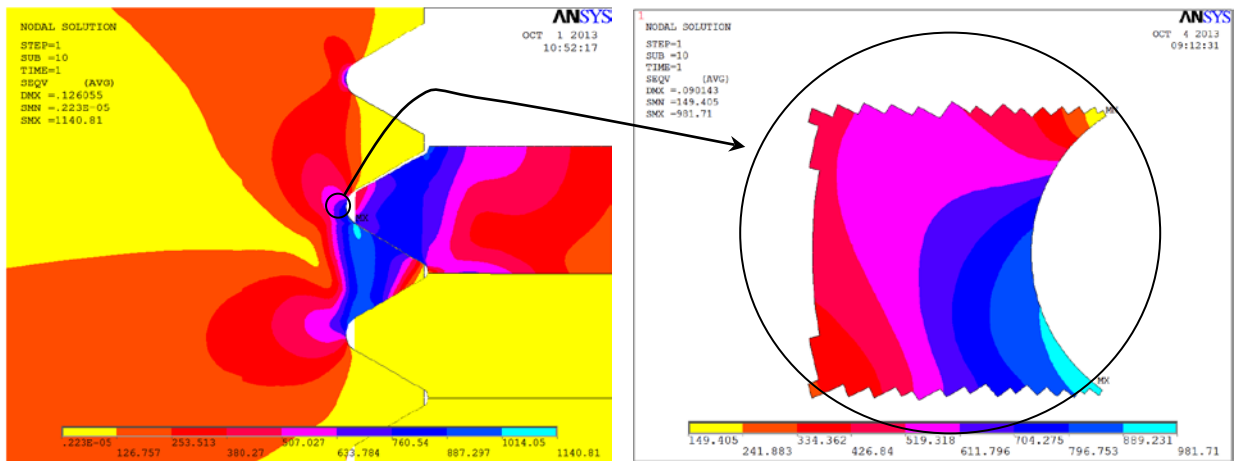 ANSYS
NODAL SOLUTION
OCT 1 2013
10:52:17
STEP=1
SUB =10
TIME=1
SEQV (AVG)
DMX =.126055
SMN =.223E-05
SMX =1140.81
MX
.223E-05 253.513 507.027 760.54 1014.05
126.757 380.27 633.784 887.297 1140.81
1
ANSYS
NODAL SOLUTION
OCT 4 2013
09:12:31
STEP=1
SUB =10
TIME=1
SEQV (AVG)
DMX =.090143
SMN =149.405
SMX =981.71
MN
MX
149.405 334.362 519.318 704.275 889.231
241.883 426.84 611.796 796.753 981.71